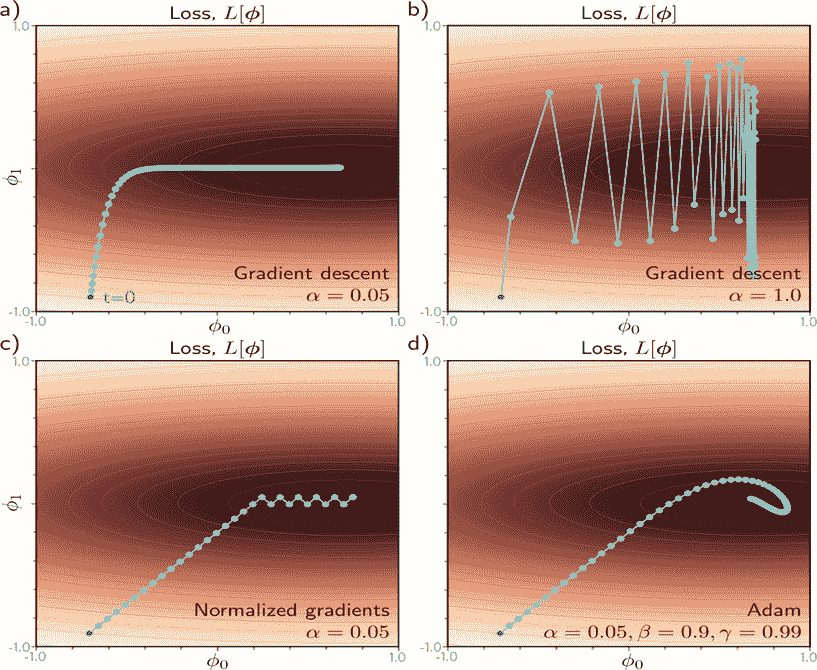 a)
Loss, L[ϕ]
1.0
ϕ₁
t=0
Gradient descent
α = 0.05
-1.0
-1.0
0.0
1.0
ϕ₀
b)
Loss, L[ϕ]
1.0
Gradient descent
α = 1.0
-1.0
-1.0
1.0
ϕ₀
c)
Loss, L[ϕ]
1.0
ϕ₁
Normalized gradients
α = 0.05
-1.0
-1.0
1.0
ϕ₀
d)
Loss, L[ϕ]
1.0
Adam
α = 0.05, β = 0.9, γ = 0.99
-1.0
-1.0
1.0
ϕ₀